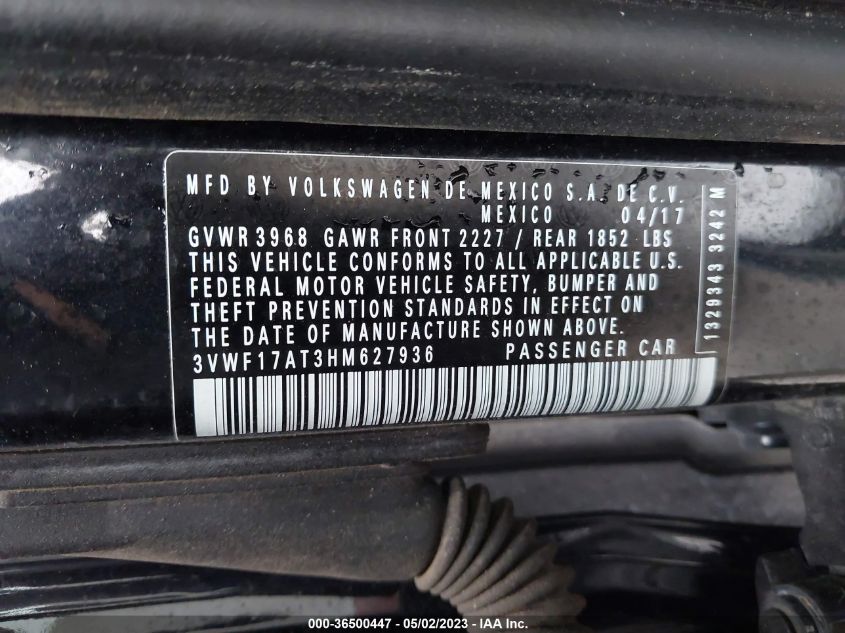 MFD BY VOLKSWAGEN DE MEXICO S.A. DE C.V.
MEXICO 04/17
GVWR 3968 GAWR FRONT 2227 / REAR 1852 LBS
THIS VEHICLE CONFORMS TO ALL APPLICABLE U.S.
FEDERAL MOTOR VEHICLE SAFETY, BUMPER AND
THEFT PREVENTION STANDARDS IN EFFECT ON
THE DATE OF MANUFACTURE SHOWN ABOVE.
3VWF17AT3HM627936 PASSENGER CAR
1329343 3242 M
000-36500447 - 05/02/2023 - IAA Inc.